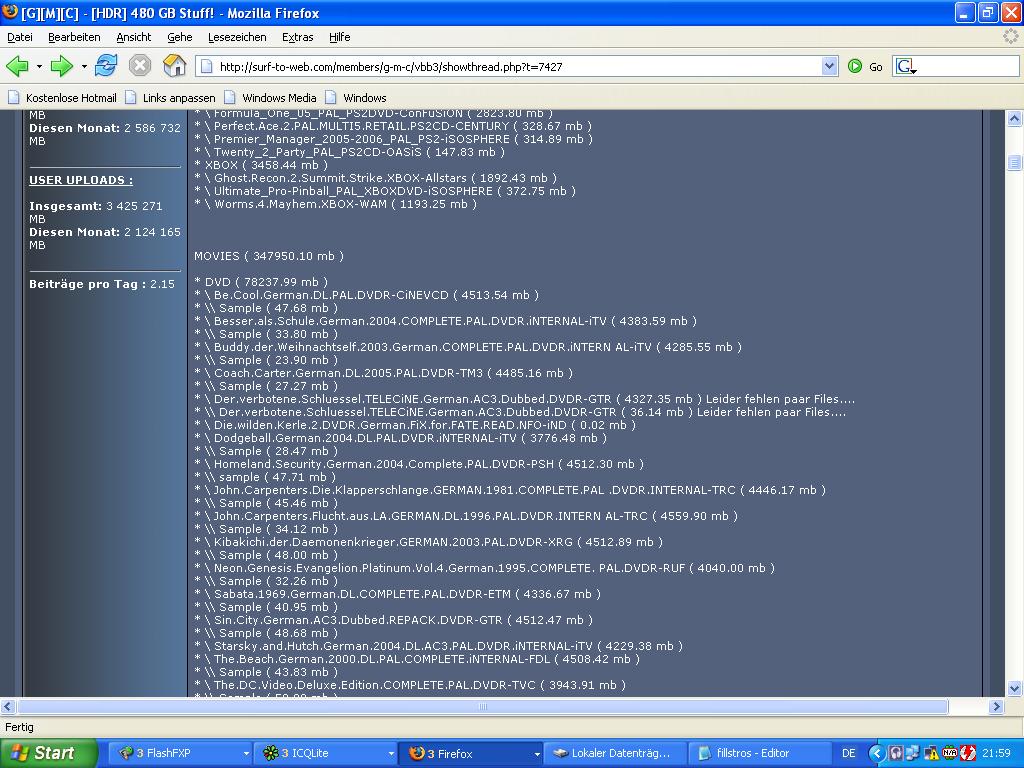 [G][M][C] - [HDR] 480 GB Stuff! - Mozilla Firefox
Datei Bearbeiten Ansicht Gehe Lesezeichen Extras Hilfe
http://surf-to-web.com/members/g-m-c/vbb3/showthread.php?t=7427 Go G
Kostenlose Hotmail Links anpassen Windows Media Windows
MB
Diesen Monat: 2 586 732
MB
USER UPLOADS :
Insgesamt: 3 425 271
MB
Diesen Monat: 2 124 165
MB
Beiträge pro Tag : 2.15
* \ Formula_One_05_PAL_PS2DVD-ConFuSiON ( 2823.80 mb )
* \ Perfect.Ace.2.PAL.MULTI5.RETAIL.PS2CD-CENTURY ( 328.67 mb )
* \ Premier_Manager_2005-2006_PAL_PS2-iSOSPHERE ( 314.89 mb )
* \ Twenty_2_Party_PAL_PS2CD-OASiS ( 147.83 mb )
* XBOX ( 3458.44 mb )
* \ Ghost.Recon.2.Summit.Strike.XBOX-Allstars ( 1892.43 mb )
* \ Ultimate_Pro-Pinball_PAL_XBOXDVD-iSOSPHERE ( 372.75 mb )
* \ Worms.4.Mayhem.XBOX-WAM ( 1193.25 mb )
MOVIES ( 347950.10 mb )
* DVD ( 78237.99 mb )
* \ Be.Cool.German.DL.PAL.DVDR-CiNEVCD ( 4513.54 mb )
* \\ Sample ( 47.68 mb )
* \ Besser.als.Schule.German.2004.COMPLETE.PAL.DVDR.iNTERNAL-iTV ( 4383.59 mb )
* \\ Sample ( 33.80 mb )
* \ Buddy.der.Weihnachtself.2003.German.COMPLETE.PAL.DVDR.iNTERN AL-iTV ( 4285.55 mb )
* \\ Sample ( 23.90 mb )
* \ Coach.Carter.German.DL.2005.PAL.DVDR-TM3 ( 4485.16 mb )
* \\ Sample ( 27.27 mb )
* \ Der.verbotene.Schluessel.TELECiNE.German.AC3.Dubbed.DVDR-GTR ( 4327.35 mb ) Leider fehlen paar Files....
* \\ Der.verbotene.Schluessel.TELECiNE.German.AC3.Dubbed.DVDR-GTR ( 36.14 mb ) Leider fehlen paar Files....
* \ Die.wilden.Kerle.2.DVDR.German.FiX.for.FATE.READ.NFO-iND ( 0.02 mb )
* \ Dodgeball.German.2004.DL.PAL.DVDR.iNTERNAL-iTV ( 3776.48 mb )
* \\ Sample ( 28.47 mb )
* \ Homeland.Security.German.2004.Complete.PAL.DVDR-PSH ( 4512.30 mb )
* \\ sample ( 47.71 mb )
* \ John.Carpenters.Die.Klapperschlange.GERMAN.1981.COMPLETE.PAL .DVDR.INTERNAL-TRC ( 4446.17 mb )
* \\ Sample ( 45.46 mb )
* \ John.Carpenters.Flucht.aus.LA.GERMAN.DL.1996.PAL.DVDR.INTERN AL-TRC ( 4559.90 mb )
* \\ Sample ( 34.12 mb )
* \ Kibakichi.der.Daemonenkrieger.GERMAN.2003.PAL.DVDR-XRG ( 4512.89 mb )
* \\ Sample ( 48.00 mb )
* \ Neon.Genesis.Evangelion.Platinum.Vol.4.German.1995.COMPLETE. PAL.DVDR-RUF ( 4040.00 mb )
* \\ Sample ( 32.26 mb )
* \ Sabata.1969.German.DL.COMPLETE.PAL.DVDR-ETM ( 4336.67 mb )
* \\ Sample ( 40.95 mb )
* \ Sin.City.German.AC3.Dubbed.REPACK.DVDR-GTR ( 4512.47 mb )
* \\ Sample ( 48.68 mb )
* \ Starsky.and.Hutch.German.2004.DL.AC3.PAL.DVDR.iNTERNAL-iTV ( 4229.38 mb )
* \ The.Beach.German.2000.DL.PAL.COMPLETE.iNTERNAL-FDL ( 4508.42 mb )
* \\ Sample ( 43.83 mb )
* \ The.DC.Video.Deluxe.Edition.COMPLETE.PAL.DVDR-TVC ( 3943.91 mb )
Fertig
Start 3 FlashFXP 3 ICQLite 3 Firefox Lokaler Datenträg... fillstros - Editor DE 21:59